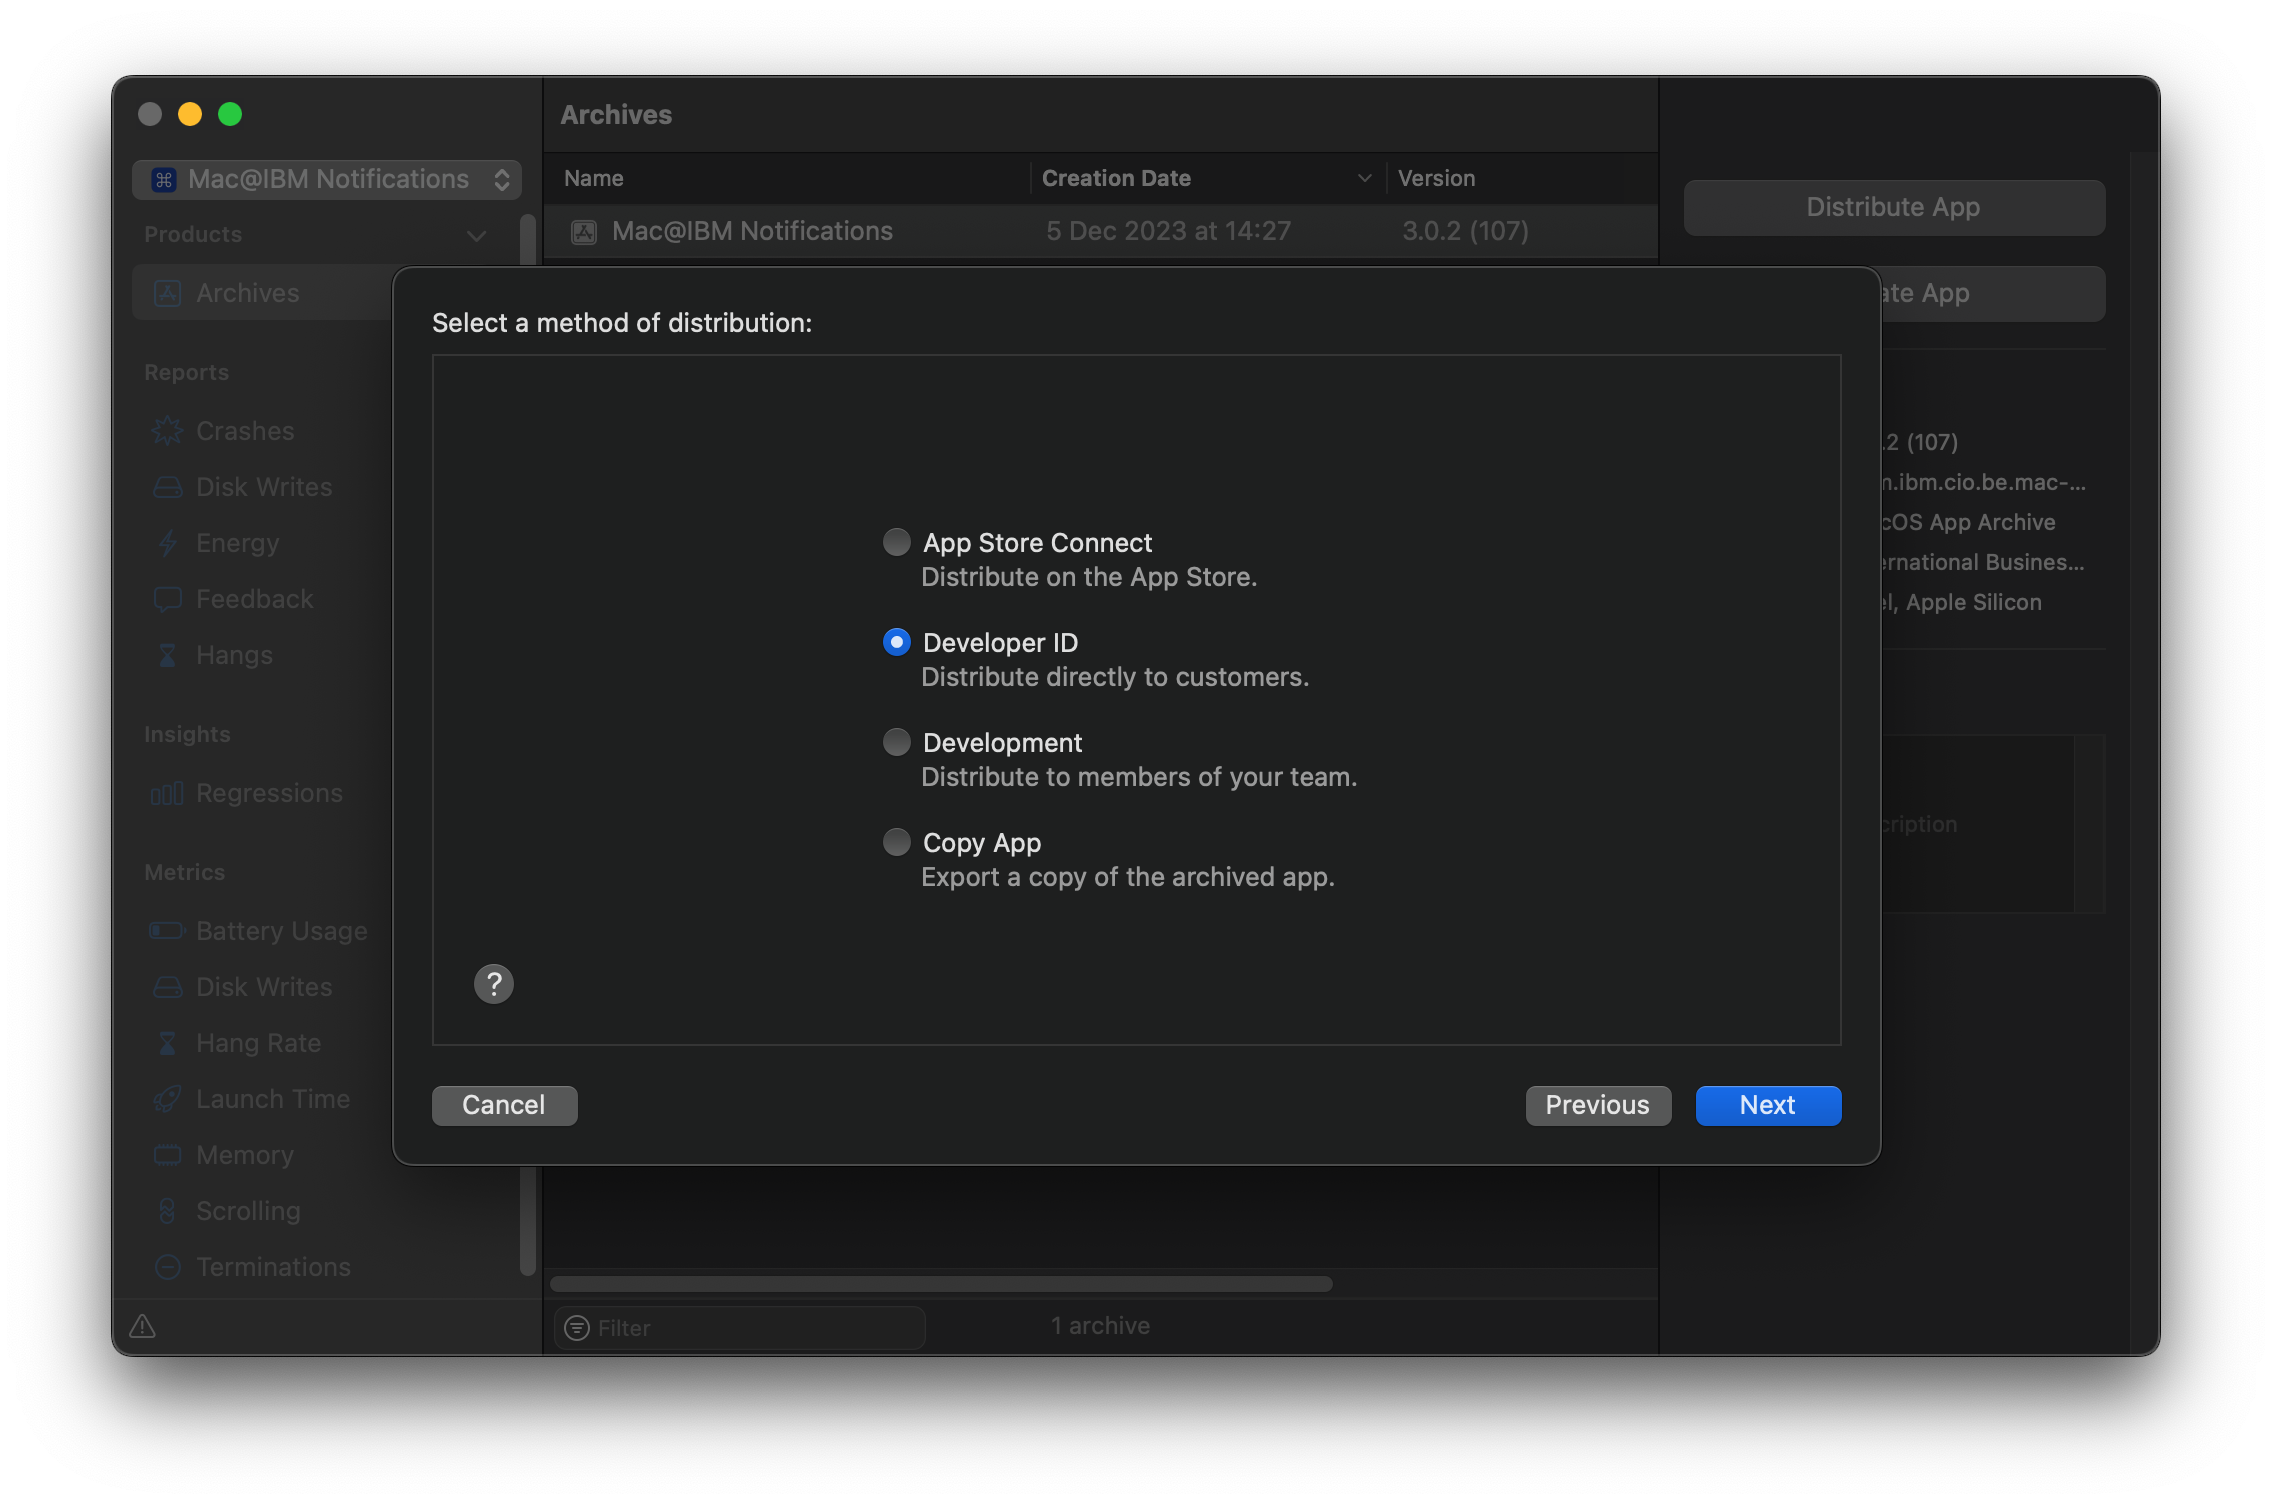 Archives
Mac@IBM Notifications
Name
Creation Date
Version
Mac@IBM Notifications
5 Dec 2023 at 14:27
3.0.2 (107)
Distribute App
App
Products
Archives
Reports
Crashes
Disk Writes
Energy
Feedback
Hangs
Insights
Regressions
Metrics
Battery Usage
Disk Writes
Hang Rate
Launch Time
Memory
Scrolling
Terminations
Select a method of distribution:
App Store Connect
Distribute on the App Store.
Developer ID
Distribute directly to customers.
Development
Distribute to members of your team.
Copy App
Export a copy of the archived app.
?
Cancel
Previous
Next
.2 (107)
.ibm.cio.be.mac-...
cOS App Archive
ernational Busines...
el, Apple Silicon
cription
Filter
1 archive